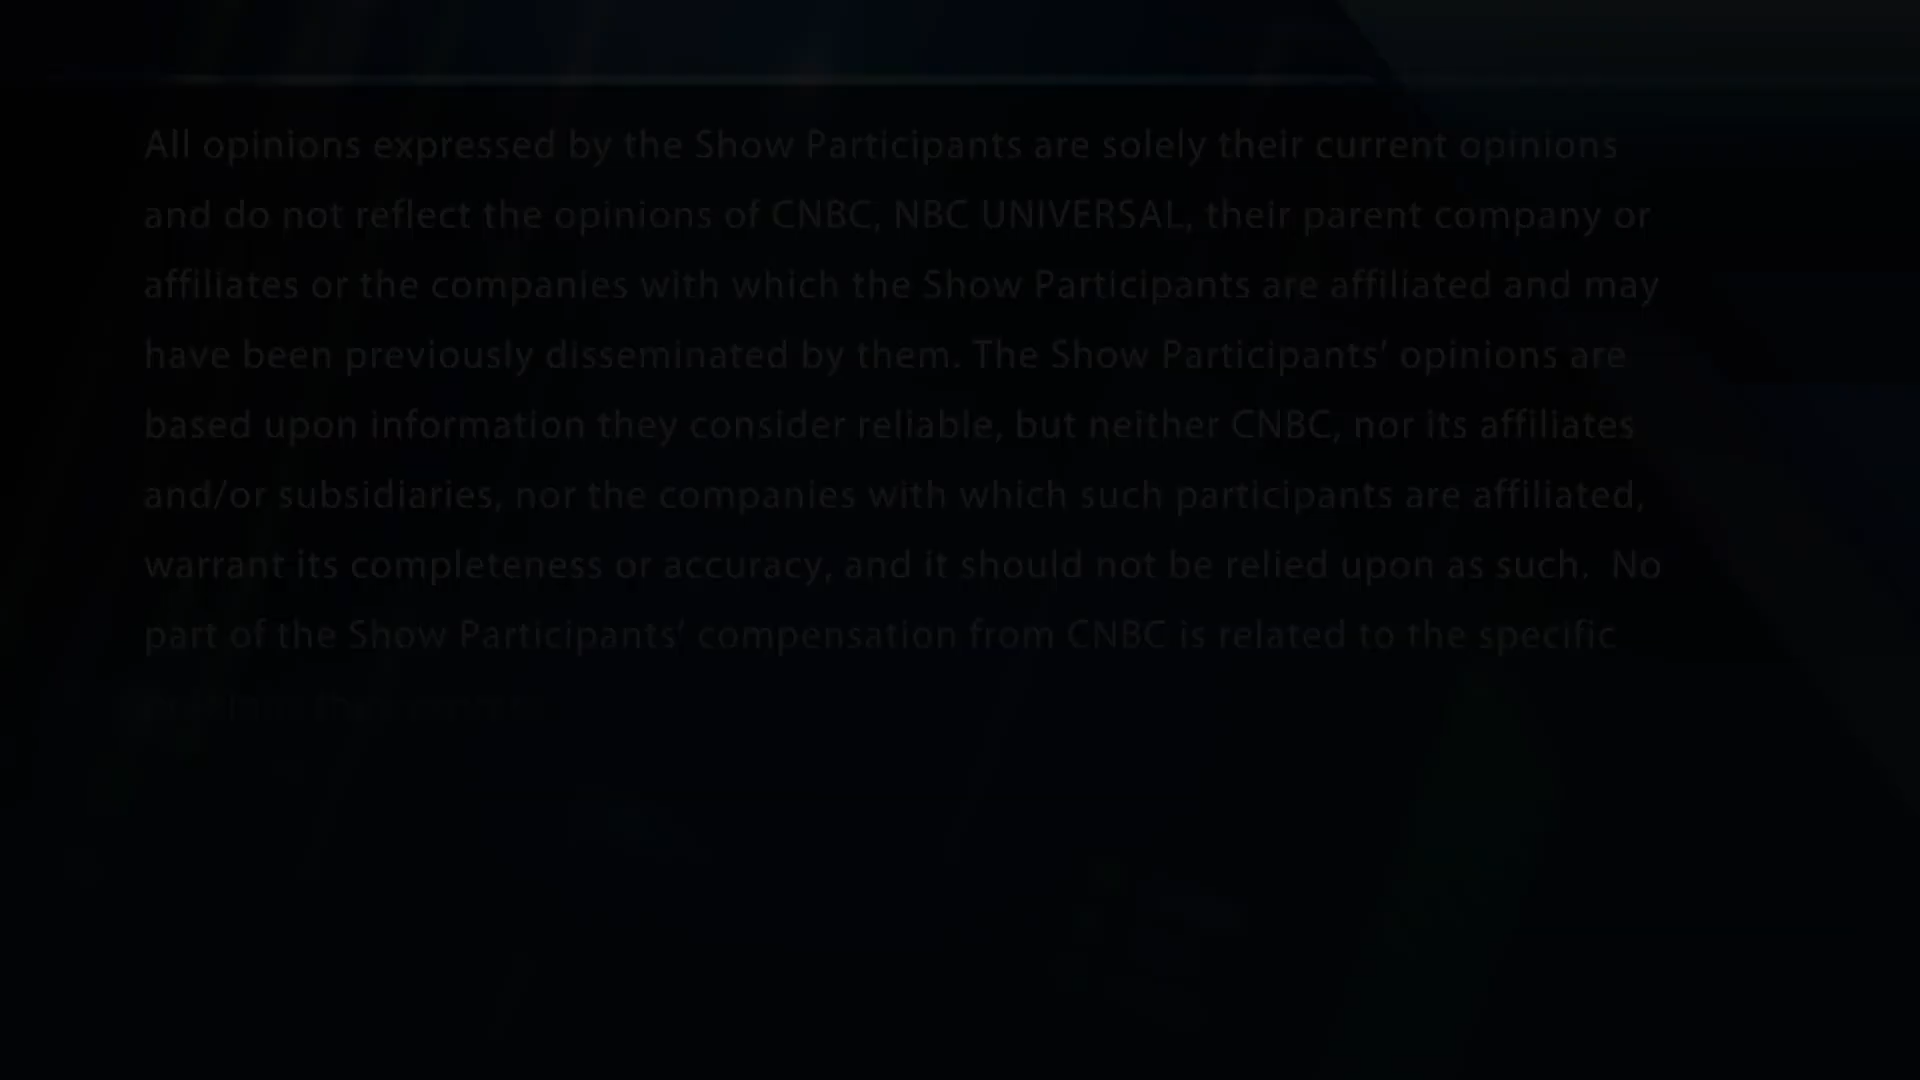 All opinions expressed by the Show Participants are solely their current opinions
and do not reflect the opinions of CNBC, NBC UNIVERSAL, their parent company or
affiliates or the companies with which the Show Participants are affiliated and may
have been previously disseminated by them. The Show Participants’ opinions are
based upon information they consider reliable, but neither CNBC, nor its affiliates
and/or subsidiaries, nor the companies with which such participants are affiliated,
warrant its completeness or accuracy, and it should not be relied upon as such. No
part of the Show Participants’ compensation from CNBC is related to the specific